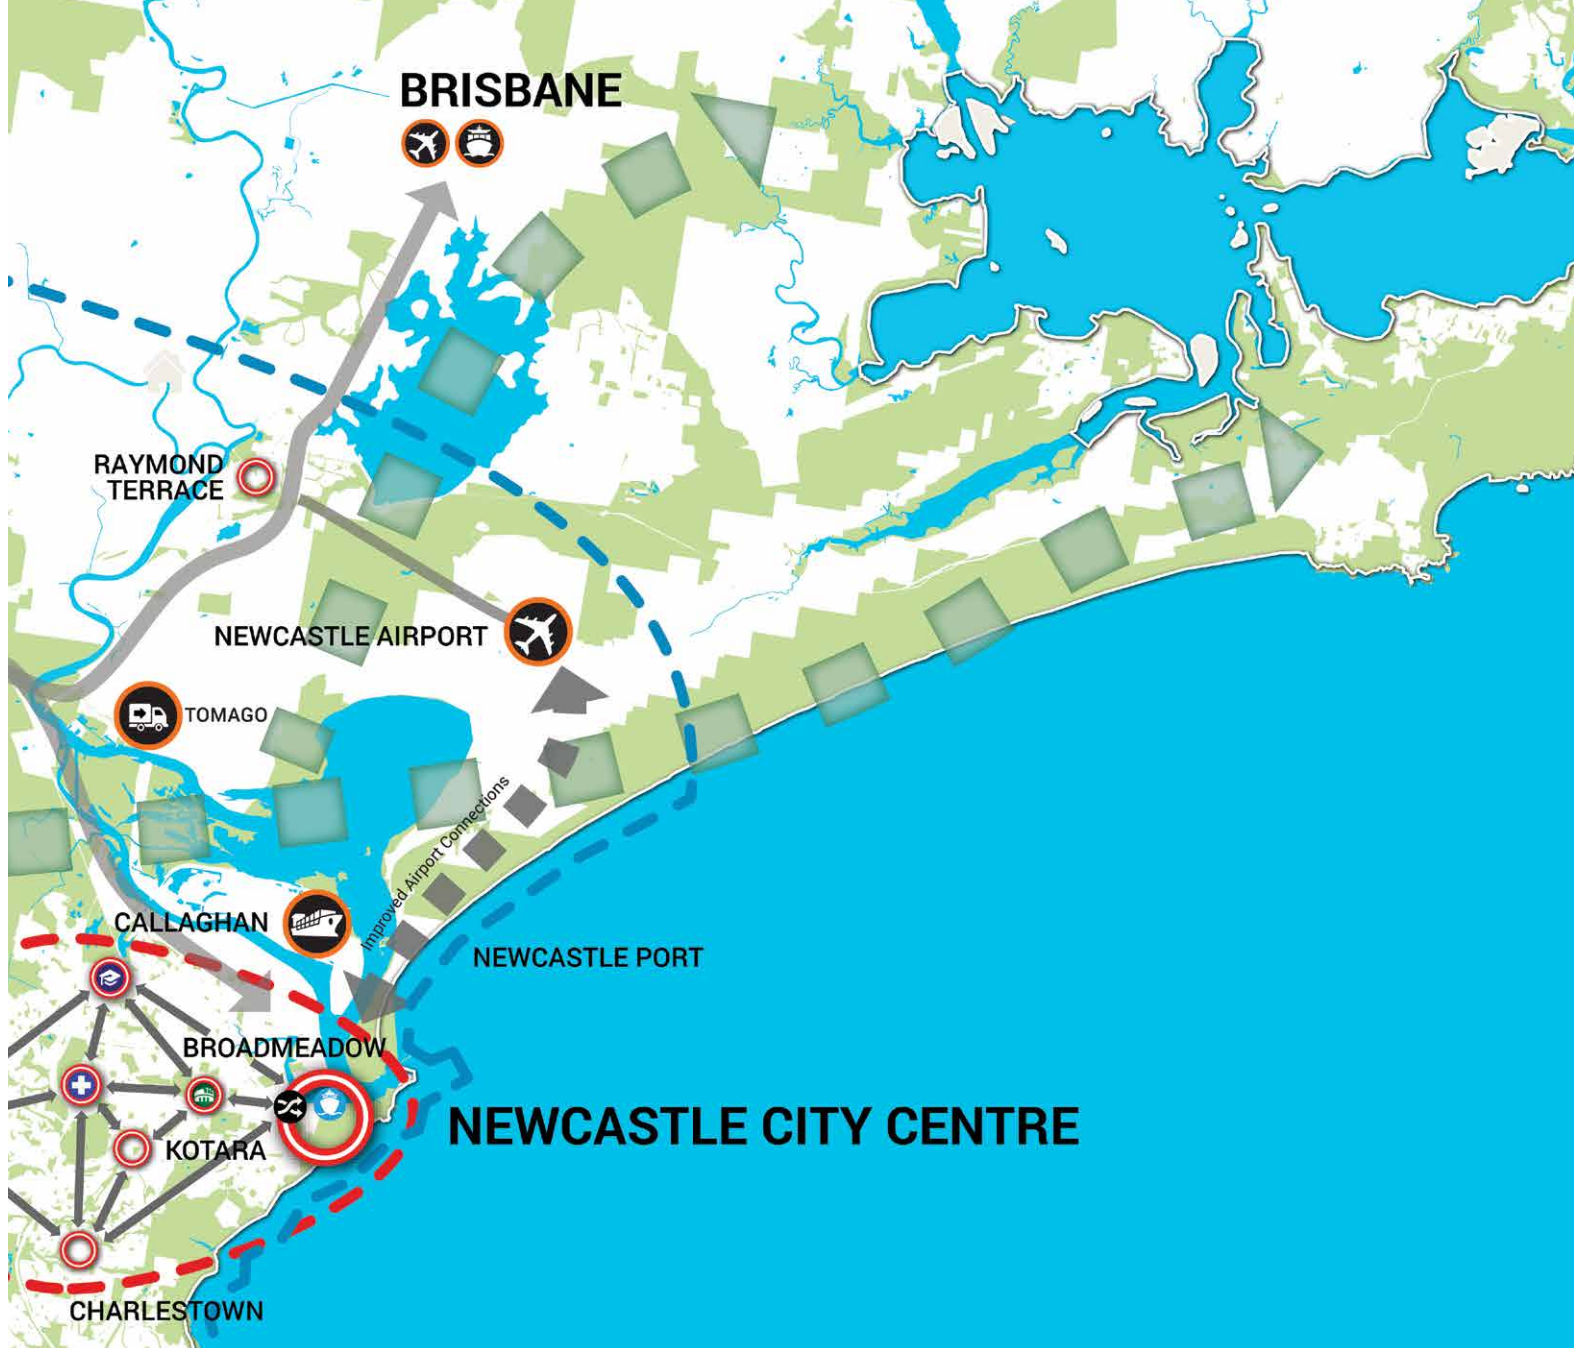 BRISBANE
RAYMOND
TERRACE
NEWCASTLE AIRPORT
TOMAGO
Improved Airport Connections
CALLAGHAN
NEWCASTLE PORT
BROADMEADOW
NEWCASTLE CITY CENTRE
KOTARA
CHARLESTOWN